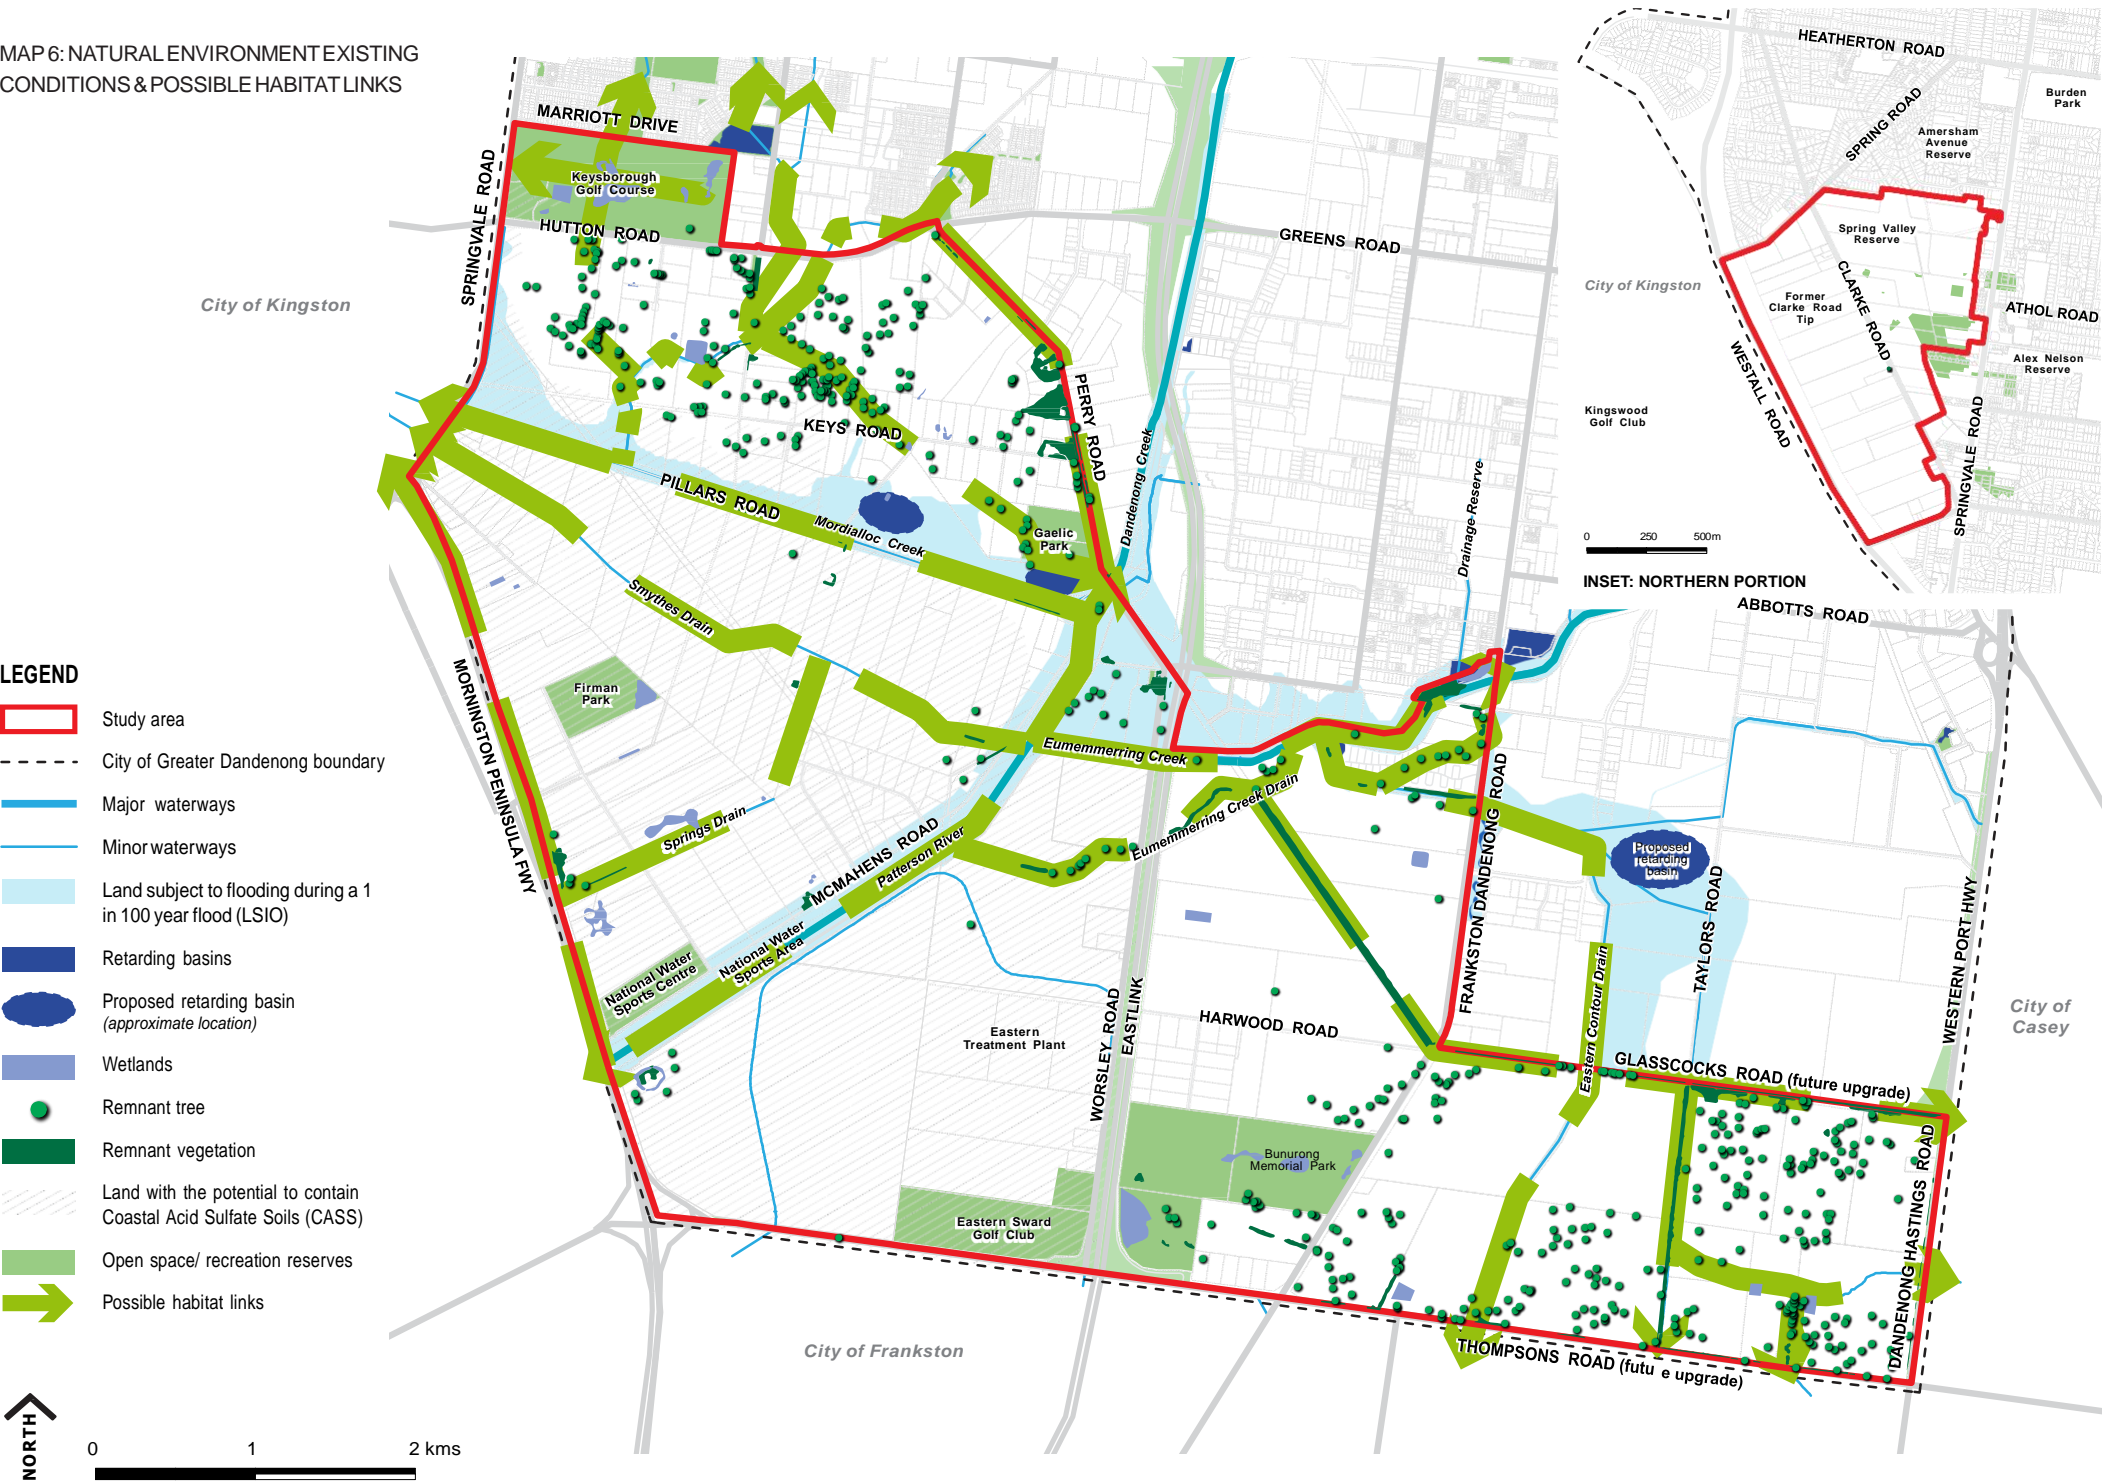 MAP 6: NATURAL ENVIRONMENT EXISTING
CONDITIONS & POSSIBLE HABITAT LINKS
MARRIOTT DRIVE
SPRINGVALE ROAD
Keysborough
Golf Course
HUTTON ROAD
City of Kingston
GREENS ROAD
PERRY ROAD
KEYS ROAD
Dandenong Creek
PILLARS ROAD
Mordialloc Creek
Gaelic
Park
Drainage Reserve
Smythes Drain
Firman
Park
MORNINGTON PENINSULA FWY
Eumemmerring Creek
Eumemmerring Creek Drain
Springs Drain
MCMAHENS ROAD
Patterson River
National Water
Sports Centre
National Water
Sports Area
Eastern
Treatment Plant
WORSLEY ROAD
EASTLINK
HARWOOD ROAD
FRANKSTON DANDENONG ROAD
Proposed
retarding
basin
TAYLORS ROAD
WESTERN PORT HWY
City of
Casey
Eastern Contour Drain
GLASSCOCKS ROAD (future upgrade)
Bunurong
Memorial Park
Eastern Sward
Golf Club
DANDENONG HASTINGS ROAD
THOMPSONS ROAD (futu e upgrade)
City of Frankston
ABBOTTS ROAD
HEATHERTON ROAD
SPRING ROAD
Burden
Park
Amersham
Avenue
Reserve
Spring Valley
Reserve
City of Kingston
CLARKE ROAD
Former
Clarke Road
Tip
ATHOL ROAD
WESTALL ROAD
Alex Nelson
Reserve
Kingswood
Golf Club
SPRINGVALE ROAD
0 250 500m
INSET: NORTHERN PORTION
LEGEND
Study area
City of Greater Dandenong boundary
Major waterways
Minor waterways
Land subject to flooding during a 1
in 100 year flood (LSIO)
Retarding basins
Proposed retarding basin
(approximate location)
Wetlands
Remnant tree
Remnant vegetation
Land with the potential to contain
Coastal Acid Sulfate Soils (CASS)
Open space/ recreation reserves
Possible habitat links
NORTH
0 1 2 kms